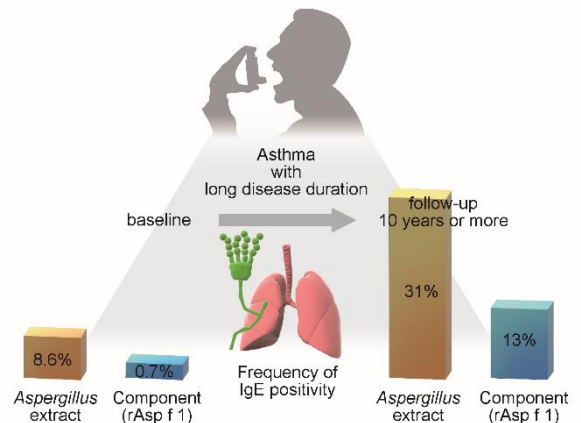 Asthma
with
long disease duration
baseline
follow-up
10 years or more
8.6%
0.7%
31%
13%
Frequency of
IgE positivity
Aspergillus
extract
Component
(rAsp f 1)
Aspergillus
extract
Component
(rAsp f 1)